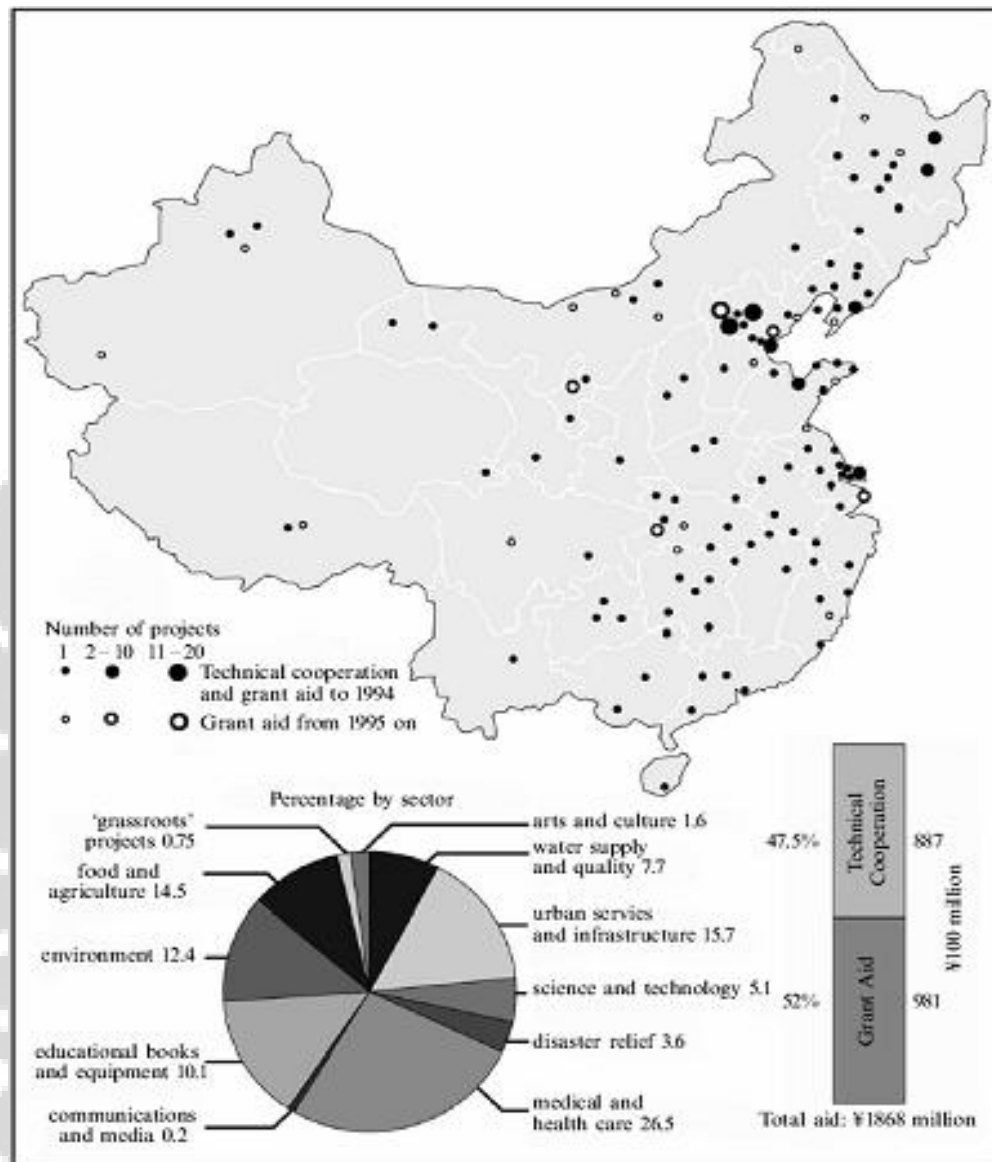 Number of projects
1 2–10 11–20
Technical cooperation
and grant aid to 1994
Grant aid from 1995 on
Percentage by sector
'grassroots'
projects 0.75
food and
agriculture 14.5
environment 12.4
educational books
and equipment 10.1
communications
and media 0.2
arts and culture 1.6
water supply
and quality 7.7
urban servies
and infrastructure 15.7
science and technology 5.1
disaster relief 3.6
medical and
health care 26.5
47.5%
Technical
Cooperation
887
52%
Grant Aid
981
¥100 million
Total aid: ¥1868 million